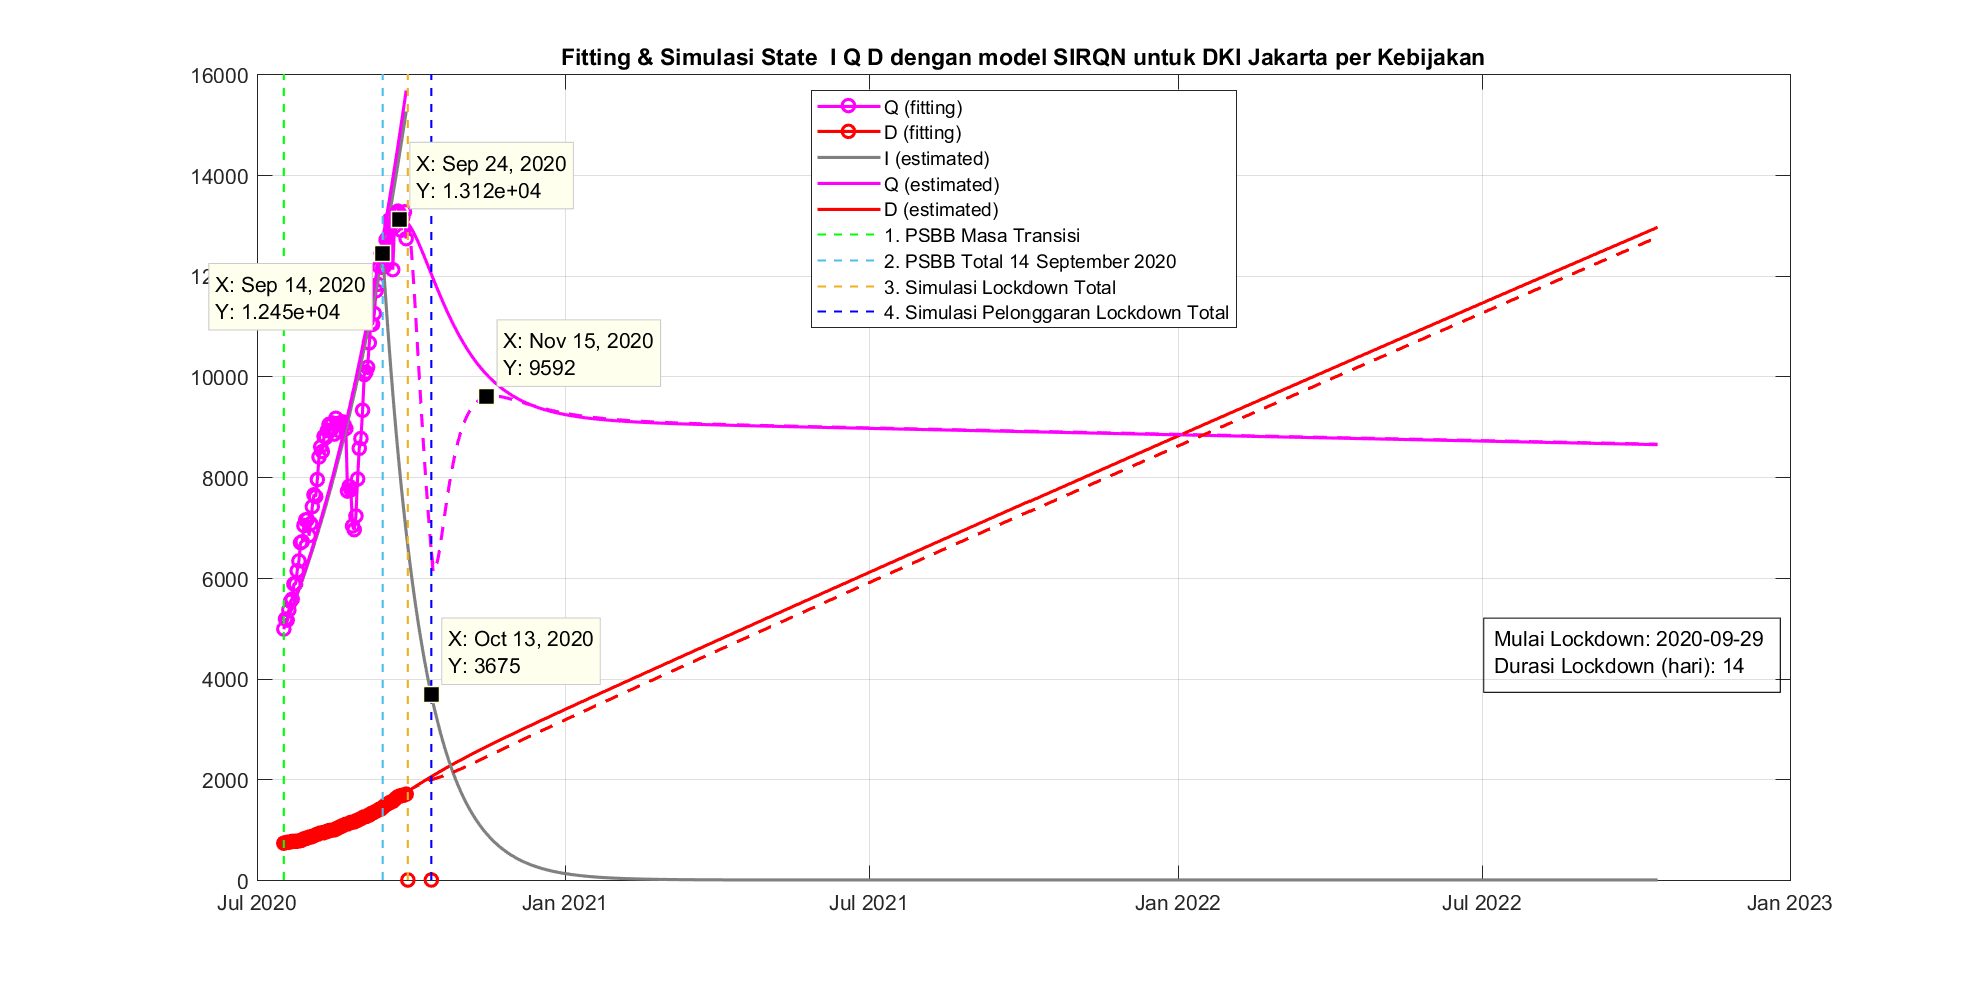 Fitting & Simulasi State  I Q D dengan model SIRQN untuk DKI Jakarta per Kebijakan
16000
14000
12000
10000
8000
6000
4000
2000
0
Q (fitting)
D (fitting)
I (estimated)
Q (estimated)
D (estimated)
1. PSBB Masa Transisi
2. PSBB Total 14 September 2020
3. Simulasi Lockdown Total
4. Simulasi Pelonggaran Lockdown Total
X: Sep 24, 2020
Y: 1.312e+04
X: Sep 14, 2020
Y: 1.245e+04
X: Nov 15, 2020
Y: 9592
X: Oct 13, 2020
Y: 3675
Mulai Lockdown: 2020-09-29
Durasi Lockdown (hari): 14
Jul 2020
Jan 2021
Jul 2021
Jan 2022
Jul 2022
Jan 2023